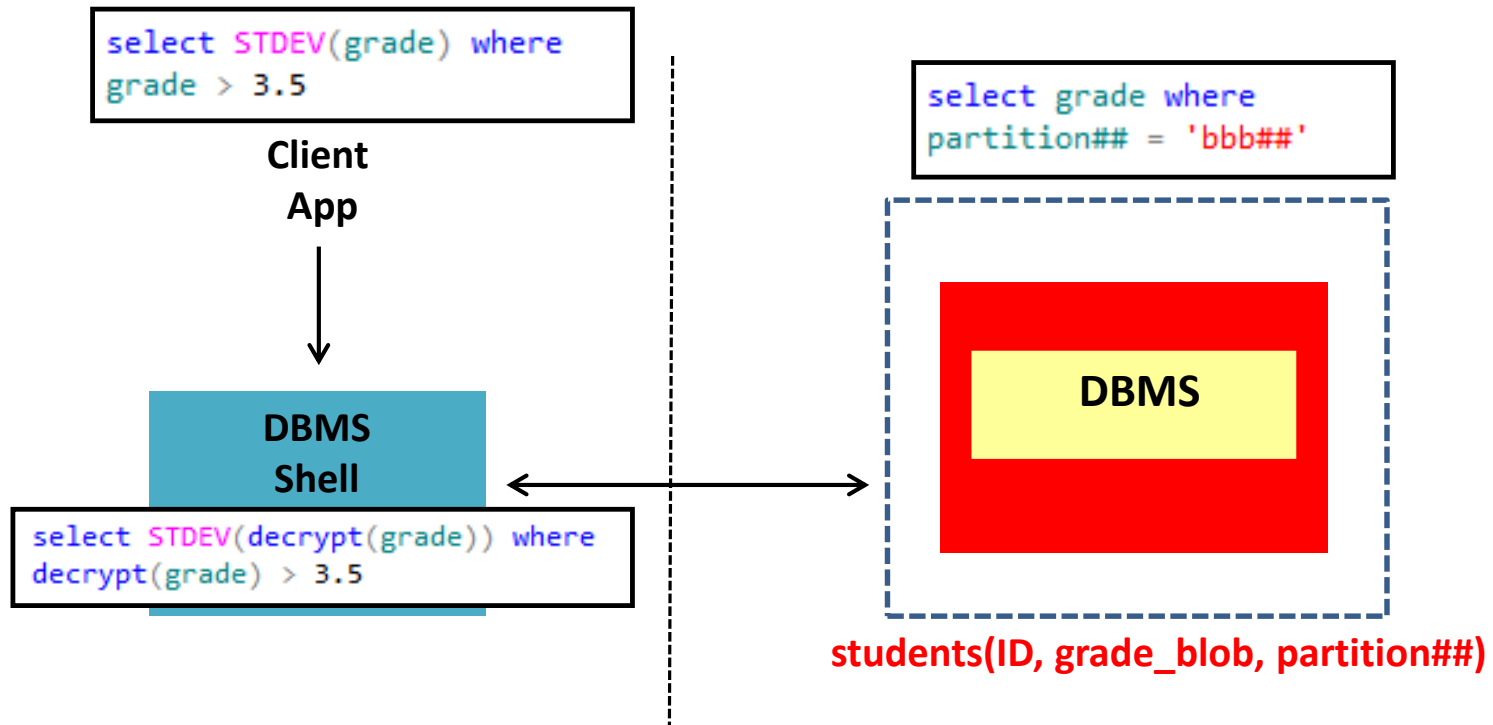 select STDEV(grade) where
grade > 3.5
Client
App
DBMS
Shell
select STDEV(decrypt(grade)) where
decrypt(grade) > 3.5
select grade where
partition## = 'bbb##'
DBMS
students(ID, grade_blob, partition##)